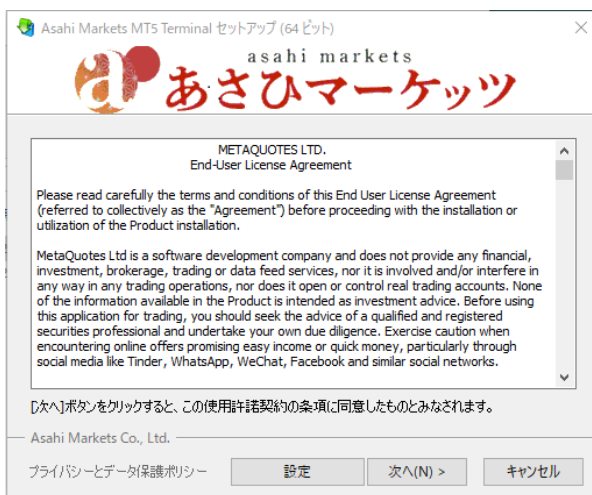 Asahi Markets MT5 Terminal セットアップ (64 ビット)
asahi markets
あさひマーケッツ
METAQUOTES LTD.
End-User License Agreement
Please read carefully the terms and conditions of this End User License Agreement
(referred to collectively as the "Agreement") before proceeding with the installation or
utilization of the Product installation.
MetaQuotes Ltd is a software development company and does not provide any financial,
investment, brokerage, trading or data feed services, nor it is involved and/or interfere in
any way in any trading operations, nor does it open or control real trading accounts. None
of the information available in the Product is intended as investment advice. Before using
this application for trading, you should seek the advice of a qualified and registered
securities professional and undertake your own due diligence. Exercise caution when
encountering online offers promising easy income or quick money, particularly through
social media like Tinder, WhatsApp, WeChat, Facebook and similar social networks.
[次へ]ボタンをクリックすると、この使用許諾契約の条項に同意したものとみなされます。
Asahi Markets Co., Ltd.
プライバシーとデータ保護ポリシー
設定
次へ(N) >
キャンセル